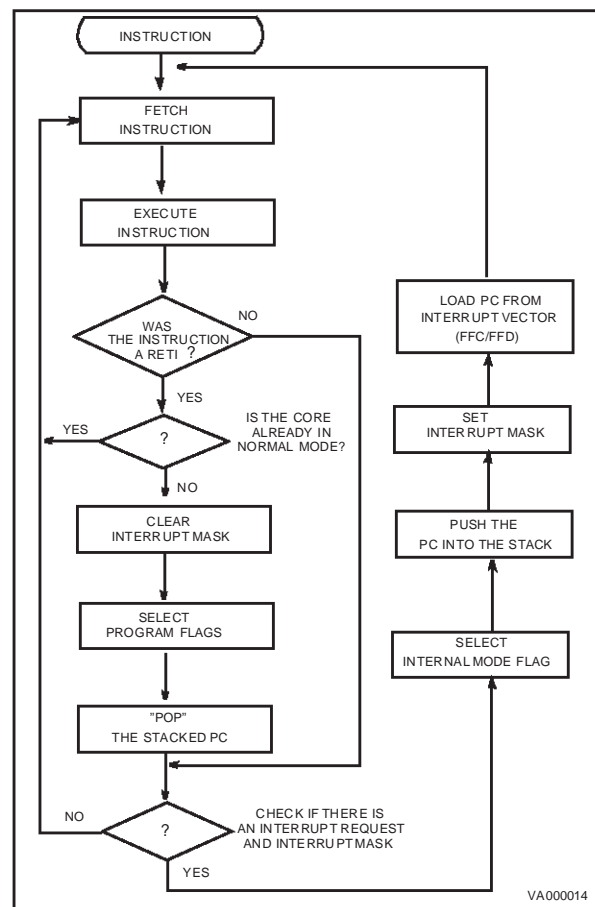 INSTRUCTION
FETCH
INSTRUCTION
EXECUTE
INSTRUCTION
WAS
THE INSTRUCTION
A RETI ?
NO
YES
YES
?
IS THE CORE
ALREADY IN
NORMAL MODE?
NO
CLEAR
INTERRUPT MASK
SELECT
PROGRAM FLAGS
"POP"
THE STACKED PC
NO
?
CHECK IF THERE IS
AN INTERRUPT REQUEST
AND INTERRUPT MASK
YES
SELECT
INTERNAL MODE FLAG
PUSH THE
PC INTO THE STACK
SET
INTERRUPT MASK
LOAD PC FROM
INTERRUPT VECTOR
(FFC/FFD)
VA000014